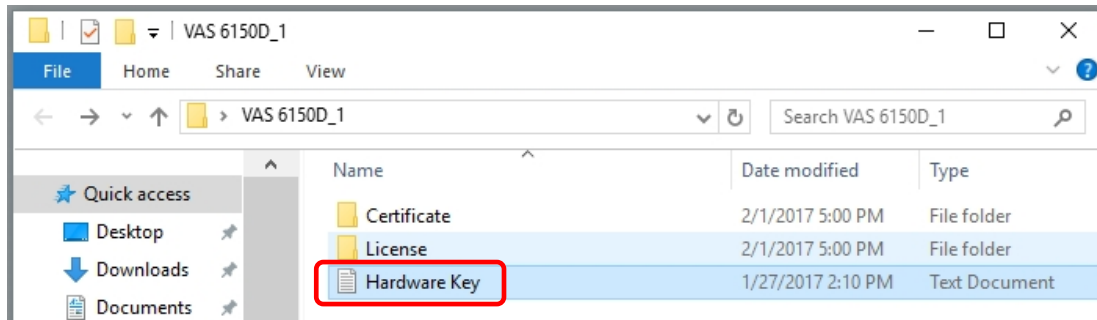 VAS 6150D_1
File Home Share View
VAS 6150D_1 Search VAS 6150D_1
Name Date modified Type
Quick access
Certificate 2/1/2017 5:00 PM File folder
Desktop
License 2/1/2017 5:00 PM File folder
Downloads
Hardware Key 1/27/2017 2:10 PM Text Document
Documents